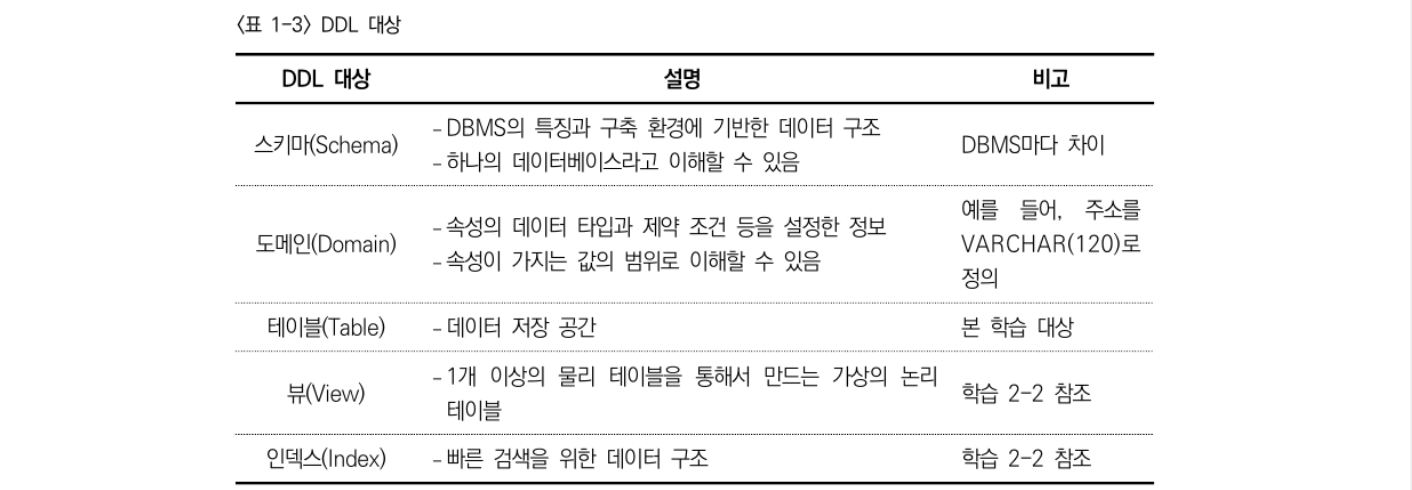 〈표 1-3〉 DDL 대상
DDL 대상 설명 비고
스키마(Schema)
- DBMS의 특징과 구축 환경에 기반한 데이터 구조
- 하나의 데이터베이스라고 이해할 수 있음
DBMS마다 차이
도메인(Domain)
- 속성의 데이터 타입과 제약 조건 등을 설정한 정보
- 속성이 가지는 값의 범위로 이해할 수 있음
예를 들어, 주소를
VARCHAR(120)로
정의
테이블(Table)
- 데이터 저장 공간
본 학습 대상
뷰(View)
- 1개 이상의 물리 테이블을 통해서 만드는 가상의 논리
테이블
학습 2-2 참조
인덱스(Index)
- 빠른 검색을 위한 데이터 구조
학습 2-2 참조